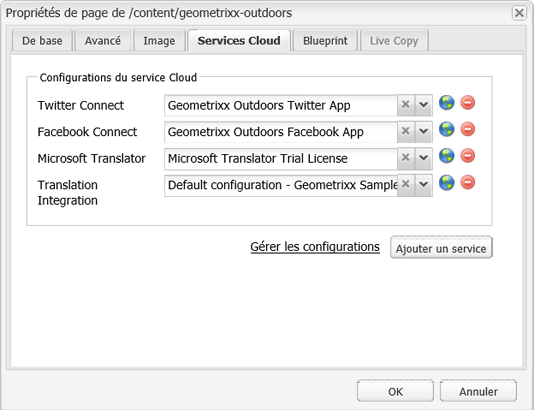 Propriétés de page de /content/geometrixx-outdoors
De base
Avancé
Image
Services Cloud
Blueprint
Live Copy
Configurations du service Cloud
Twitter Connect
Geometrixx Outdoors Twitter App
Facebook Connect
Geometrixx Outdoors Facebook App
Microsoft Translator
Microsoft Translator Trial License
Translation
Integration
Default configuration - Geometrixx Sample
Gérer les configurations
Ajouter un service
OK
Annuler